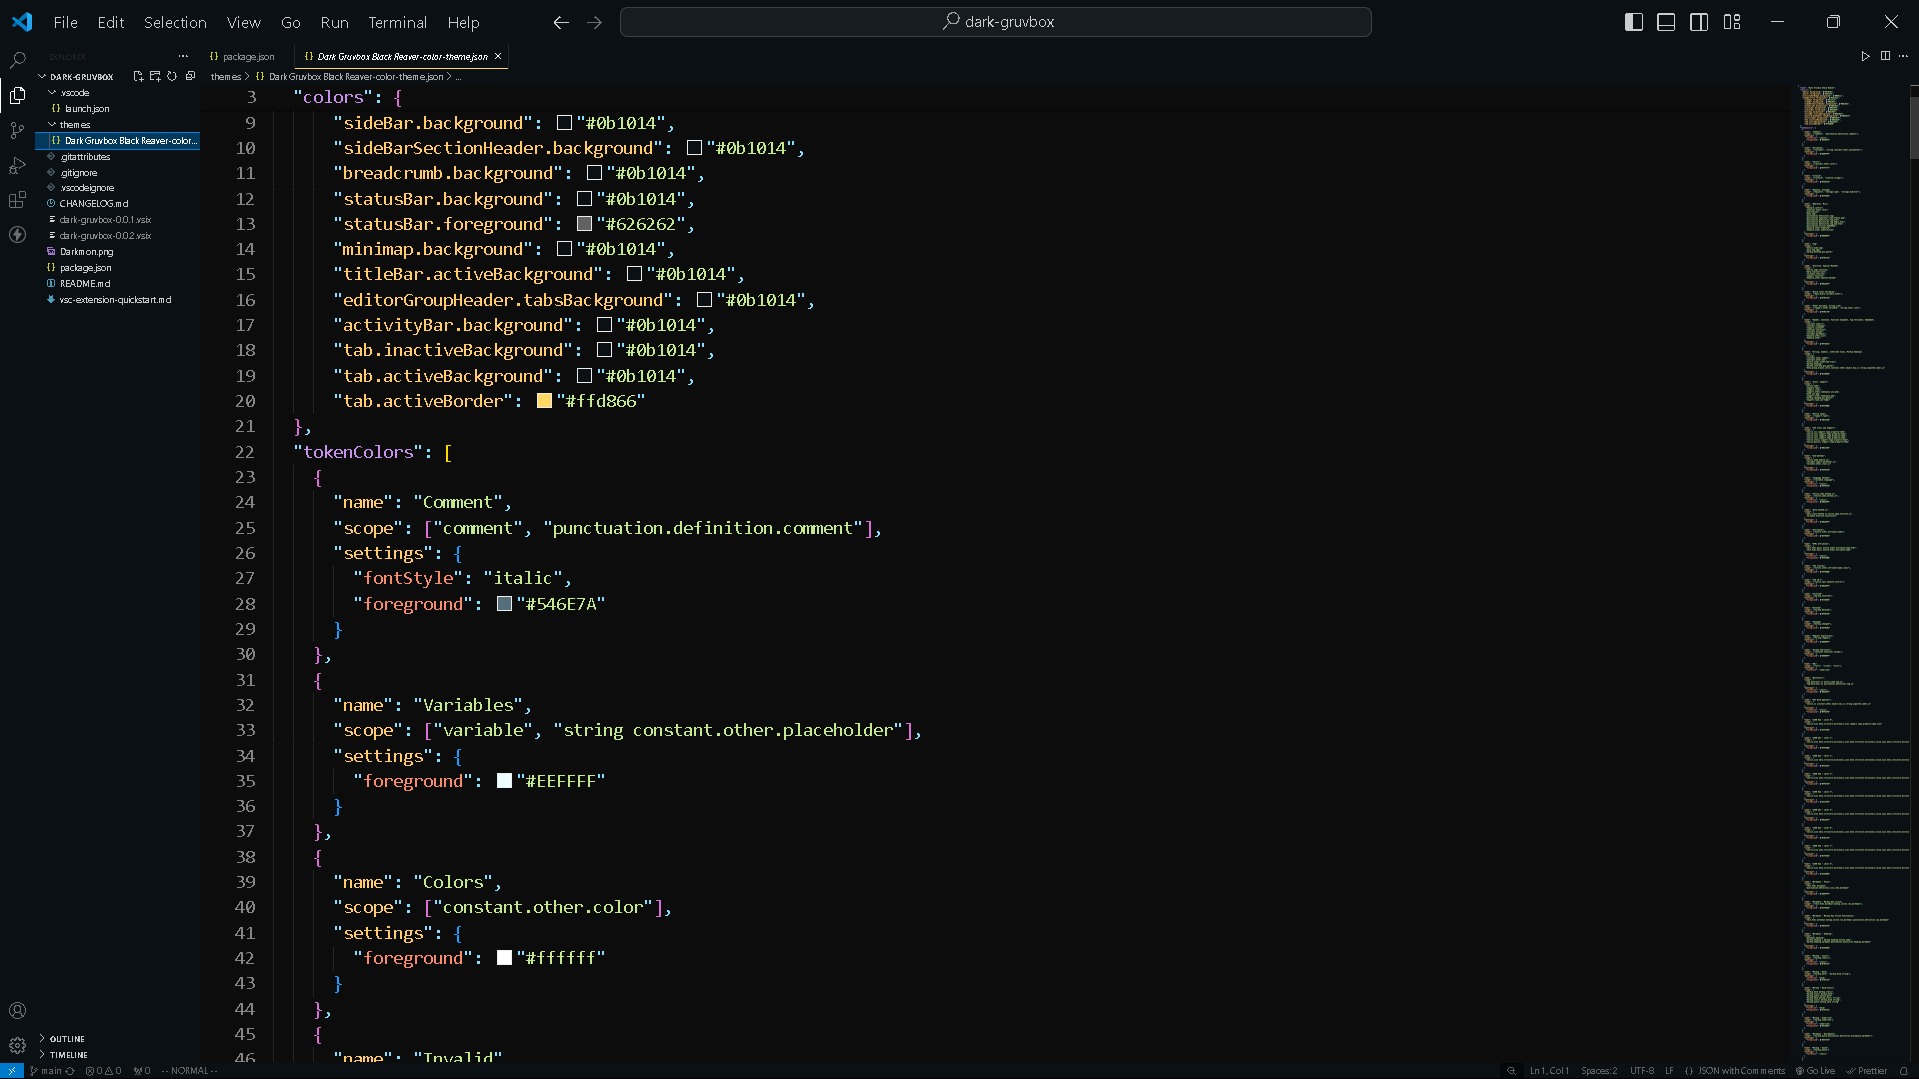 File Edit Selection View Go Run Terminal Help
dark-gruvbox
EXPLORER
DARK-GRUVBOX
.vscode
launch.json
themes
Dark Gruvbox Black Reaver-color...
.gitattributes
.gitignore
.vscodeignore
CHANGELOG.md
dark-gruvbox-0.0.1.vsix
dark-gruvbox-0.0.2.vsix
Darkmon.png
package.json
README.md
vsc-extension-quickstart.md
OUTLINE
TIMELINE
{} package.json
{} Dark Gruvbox Black Reaver-color-theme.json
themes > {} Dark Gruvbox Black Reaver-color-theme.json > ...
3 "colors": {
9 "sideBar.background": "#0b1014",
10 "sideBarSectionHeader.background": "#0b1014",
11 "breadcrumb.background": "#0b1014",
12 "statusBar.background": "#0b1014",
13 "statusBar.foreground": "#626262",
14 "minimap.background": "#0b1014",
15 "titleBar.activeBackground": "#0b1014",
16 "editorGroupHeader.tabsBackground": "#0b1014",
17 "activityBar.background": "#0b1014",
18 "tab.inactiveBackground": "#0b1014",
19 "tab.activeBackground": "#0b1014",
20 "tab.activeBorder": "#ffd866"
21 },
22 "tokenColors": [
23 {
24 "name": "Comment",
25 "scope": ["comment", "punctuation.definition.comment"],
26 "settings": {
27 "fontStyle": "italic",
28 "foreground": "#546E7A"
29 }
30 },
31 {
32 "name": "Variables",
33 "scope": ["variable", "string constant.other.placeholder"],
34 "settings": {
35 "foreground": "#EEFFFF"
36 }
37 },
38 {
39 "name": "Colors",
40 "scope": ["constant.other.color"],
41 "settings": {
42 "foreground": "#ffffff"
43 }
44 },
45 {
46 "name": "Invalid"
main 0 0 0 -- NORMAL -- Ln 1, Col 1 Spaces: 2 UTF-8 LF {} JSON with Comments Go Live Prettier